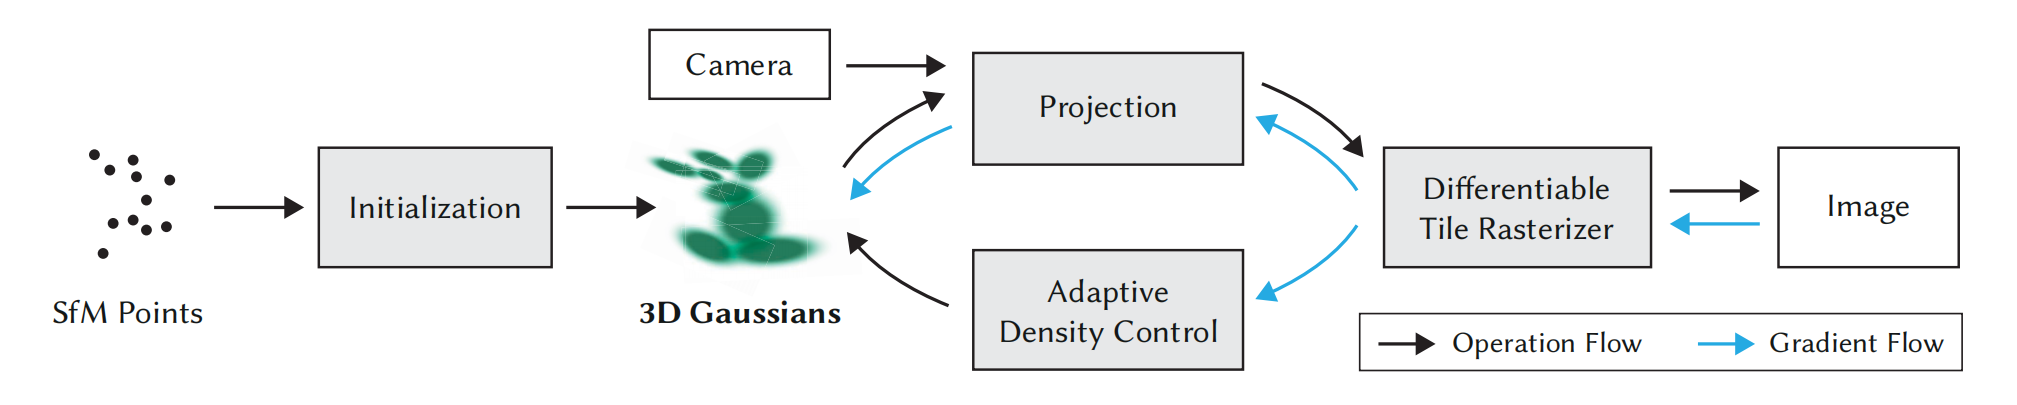 Camera
Projection
Initialization
Differentiable
Tile Rasterizer
Image
SfM Points
3D Gaussians
Adaptive
Density Control
Operation Flow
Gradient Flow